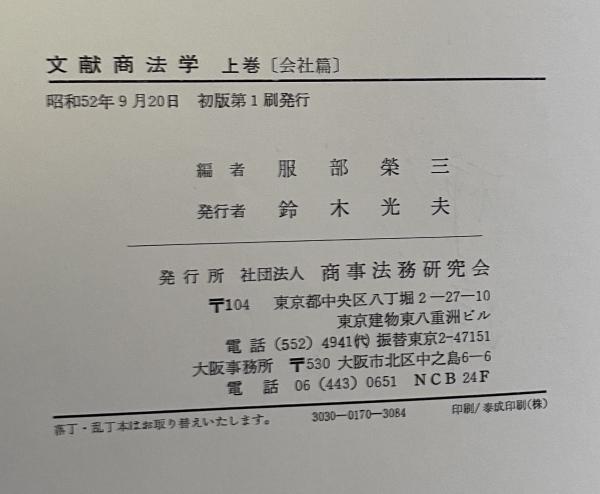 文献商法学 上巻〔会社篇〕
昭和52年9月20日 初版第1刷発行
編者 服部榮三
発行者 鈴木光夫
発行所 社団法人 商事法務研究会
〒104 東京都中央区八丁堀2―27―10
東京建物東八重洲ビル
電話 (552) 4941㈹ 振替東京2-47151
大阪事務所 〒530 大阪市北区中之島6―6
電話 06 (443) 0651 NCB 24F
落丁・乱丁本はお取り替えいたします。 3030―0170―3084 印刷/泰成印刷(株)